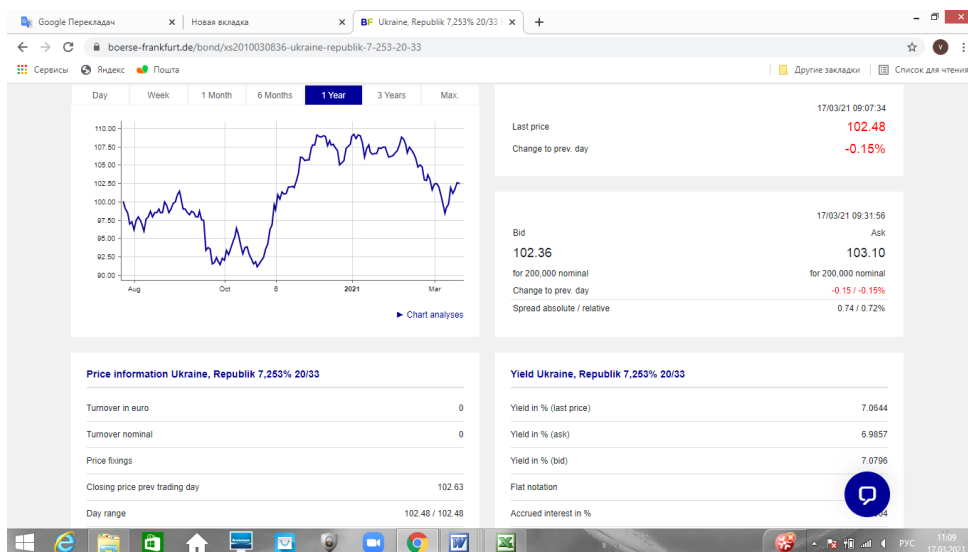 Google Перекладач
Новая вкладка
BF Ukraine, Republik 7,253% 20/33
boerse-frankfurt.de/bond/xs2010030836-ukraine-republik-7-253-20-33
v
Сервисы Яндекс Пошта Другие закладки Список для чтения
Day Week 1 Month 6 Months 1 Year 3 Years Max.
110.00
107.50
105.00
102.50
100.00
97.50
95.00
92.50
90.00
Aug Oct 6 2021 Mar
Chart analyses
17/03/21 09:07:34
Last price 102.48
Change to prev. day -0.15%
17/03/21 09:31:56
Bid Ask
102.36 103.10
for 200,000 nominal for 200,000 nominal
Change to prev. day -0.15 / -0.15%
Spread absolute / relative 0.74 / 0.72%
Price information Ukraine, Republik 7,253% 20/33
Turnover in euro 0
Turnover nominal 0
Price fixings
Closing price prev trading day 102.63
Day range 102.48 / 102.48
Yield Ukraine, Republik 7,253% 20/33
Yield in % (last price) 7.0644
Yield in % (ask) 6.9857
Yield in % (bid) 7.0796
Flat notation
Accrued interest in %
РУС
11:09
17.03.2021